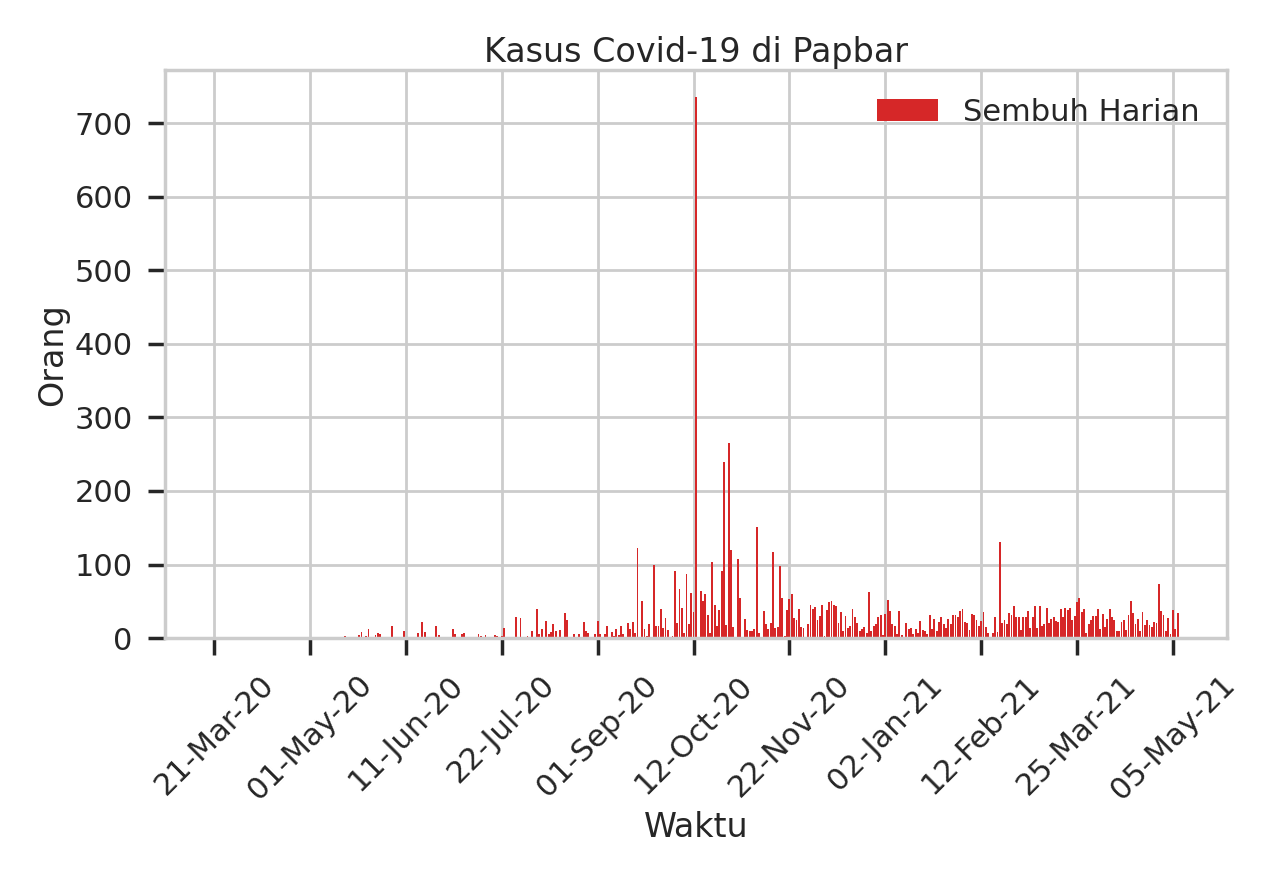 Kasus Covid-19 di Papbar
Sembuh Harian
Orang
700
600
500
400
300
200
100
0
21-Mar-20
01-May-20
11-Jun-20
22-Jul-20
01-Sep-20
12-Oct-20
22-Nov-20
02-Jan-21
12-Feb-21
25-Mar-21
05-May-21
Waktu